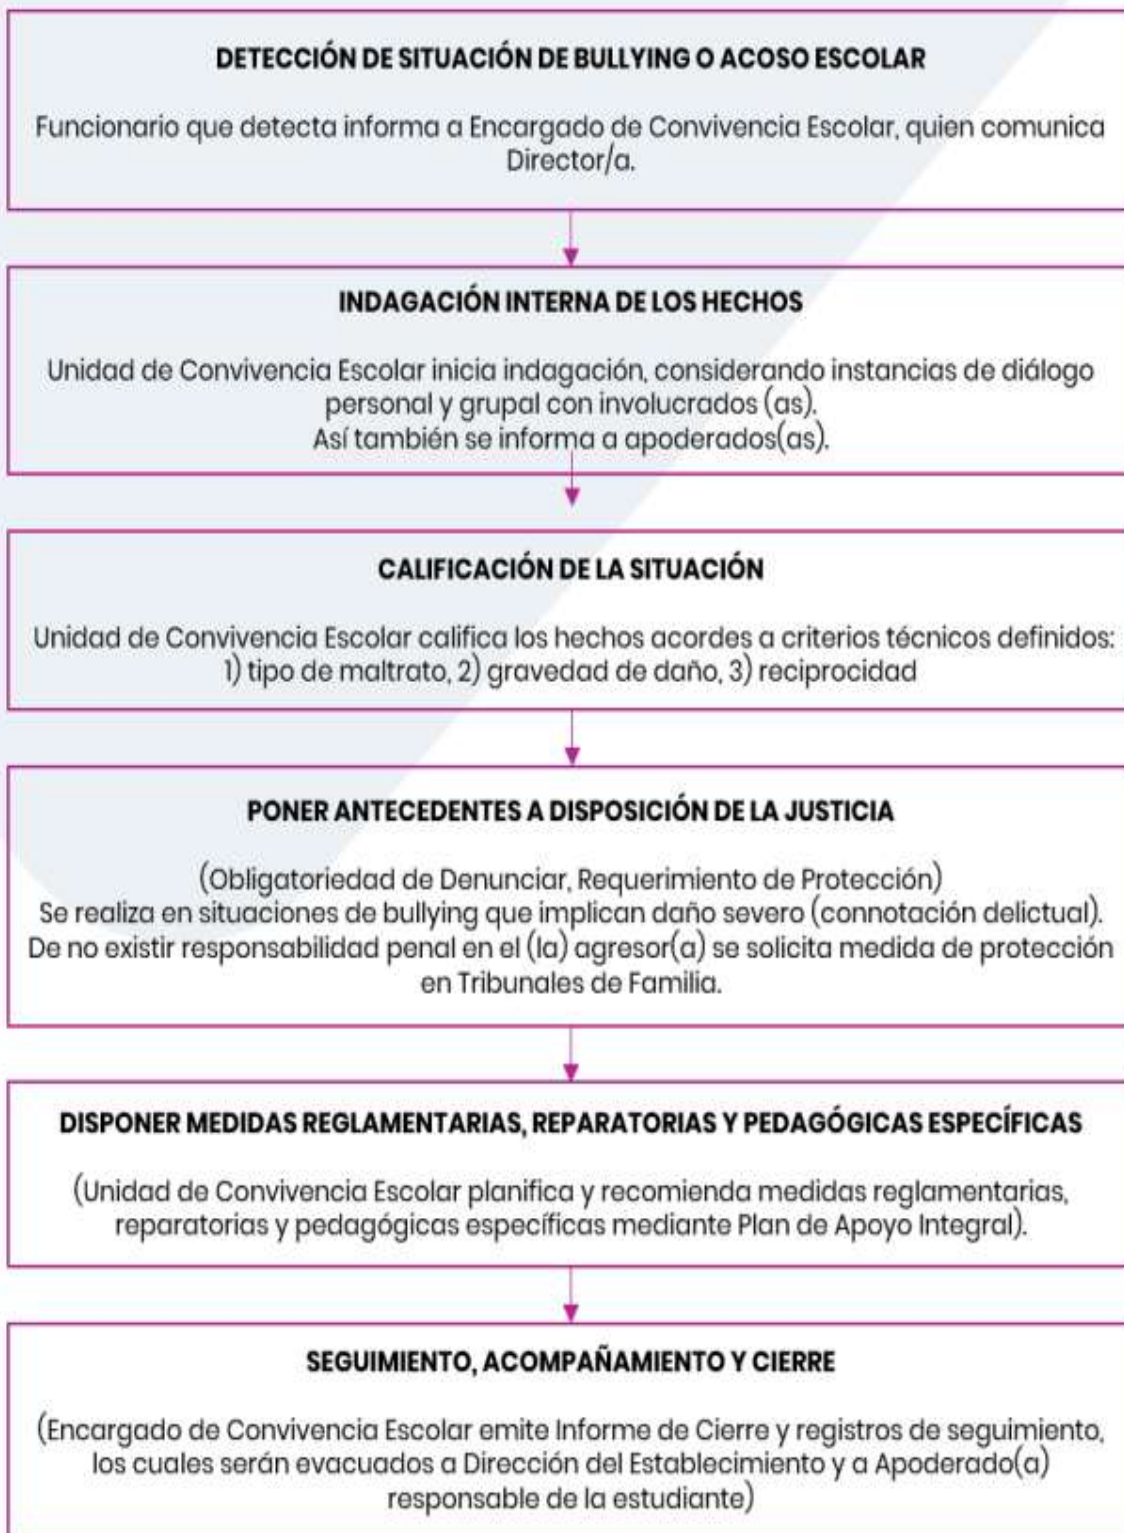 DETECCIÓN DE SITUACIÓN DE BULLYING O ACOSO ESCOLAR
Funcionario que detecta informa a Encargado de Convivencia Escolar, quien comunica
Director/a.
INDAGACIÓN INTERNA DE LOS HECHOS
Unidad de Convivencia Escolar inicia indagación, considerando instancias de diálogo
personal y grupal con involucrados (as).
Así también se informa a apoderados(as).
CALIFICACIÓN DE LA SITUACIÓN
Unidad de Convivencia Escolar califica los hechos acordes a criterios técnicos definidos:
1) tipo de maltrato, 2) gravedad de daño, 3) reciprocidad
PONER ANTECEDENTES A DISPOSICIÓN DE LA JUSTICIA
(Obligatoriedad de Denunciar, Requerimiento de Protección)
Se realiza en situaciones de bullying que implican daño severo (connotación delictual).
De no existir responsabilidad penal en el (la) agresor(a) se solicita medida de protección
en Tribunales de Familia.
DISPONER MEDIDAS REGLAMENTARIAS, REPARATORIAS Y PEDAGÓGICAS ESPECÍFICAS
(Unidad de Convivencia Escolar planifica y recomienda medidas reglamentarias,
reparatorias y pedagógicas específicas mediante Plan de Apoyo Integral).
SEGUIMIENTO, ACOMPAÑAMIENTO Y CIERRE
(Encargado de Convivencia Escolar emite Informe de Cierre y registros de seguimiento,
los cuales serán evacuados a Dirección del Establecimiento y a Apoderado(a)
responsable de la estudiante)